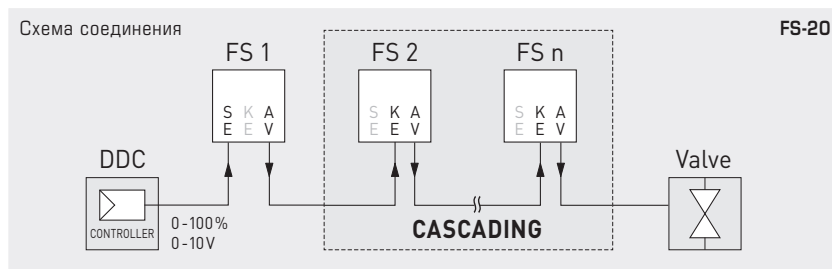 Схема соединения
FS-20
FS 1
FS 2
FS n
S K A
E E V
S K A
E E V
S K A
E E V
DDC
Valve
CONTROLLER
0-100%
0-10V
CASCADING